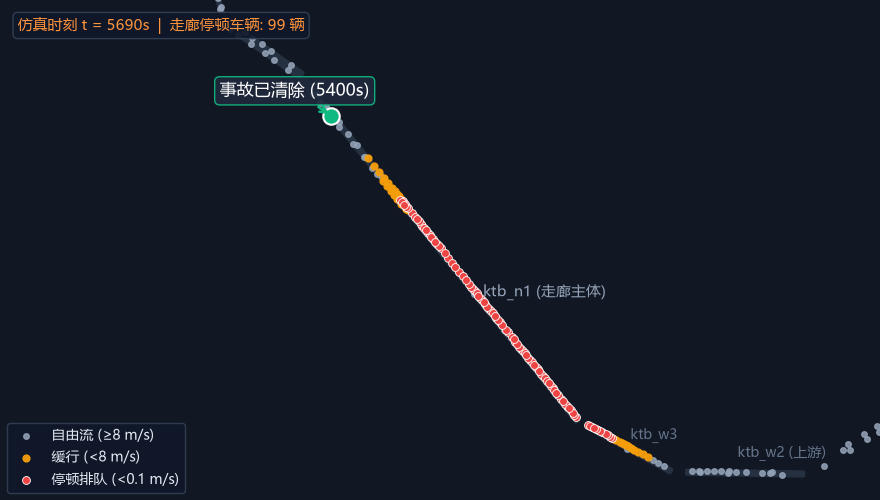 仿真时刻 t = 5690s | 走廊停顿车辆: 99 辆
事故已清除 (5400s)
ktb_n1 (走廊主体)
ktb_w3
ktb_w2 (上游)
自由流 (≥8 m/s)
缓行 (<8 m/s)
停顿排队 (<0.1 m/s)